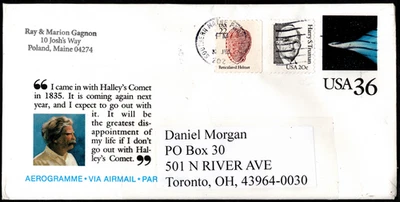 Ray & Marion Gagnon
10 Josh's Way
Poland, Maine 04274
Reticulated Helmet
Harry S. Truman
USA 20c
USA 36
❝I came in with Halley's Comet
in 1835. It is coming again next
year, and I expect to go out with
it. It will be
the greatest dis-
appointment of
my life if I don't
go out with Hal-
ley's Comet.❞
AEROGRAMME • VIA AIRMAIL • PAR
Daniel Morgan
PO Box 30
501 N RIVER AVE
Toronto, OH, 43964-0030